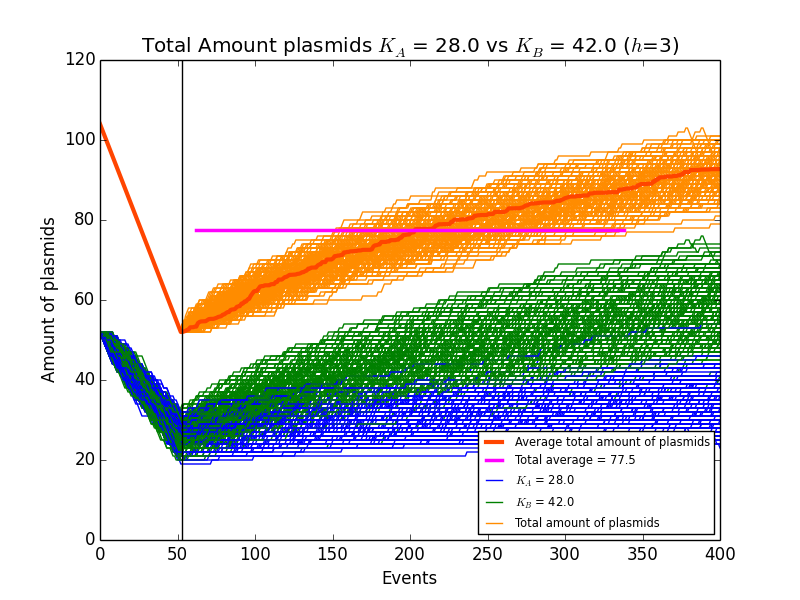 Total Amount plasmids K_A = 28.0 vs K_B = 42.0 (h=3)
120
100
80
60
40
20
0
Amount of plasmids
0 50 100 150 200 250 300 350 400
Events
Average total amount of plasmids
Total average = 77.5
K_A = 28.0
K_B = 42.0
Total amount of plasmids